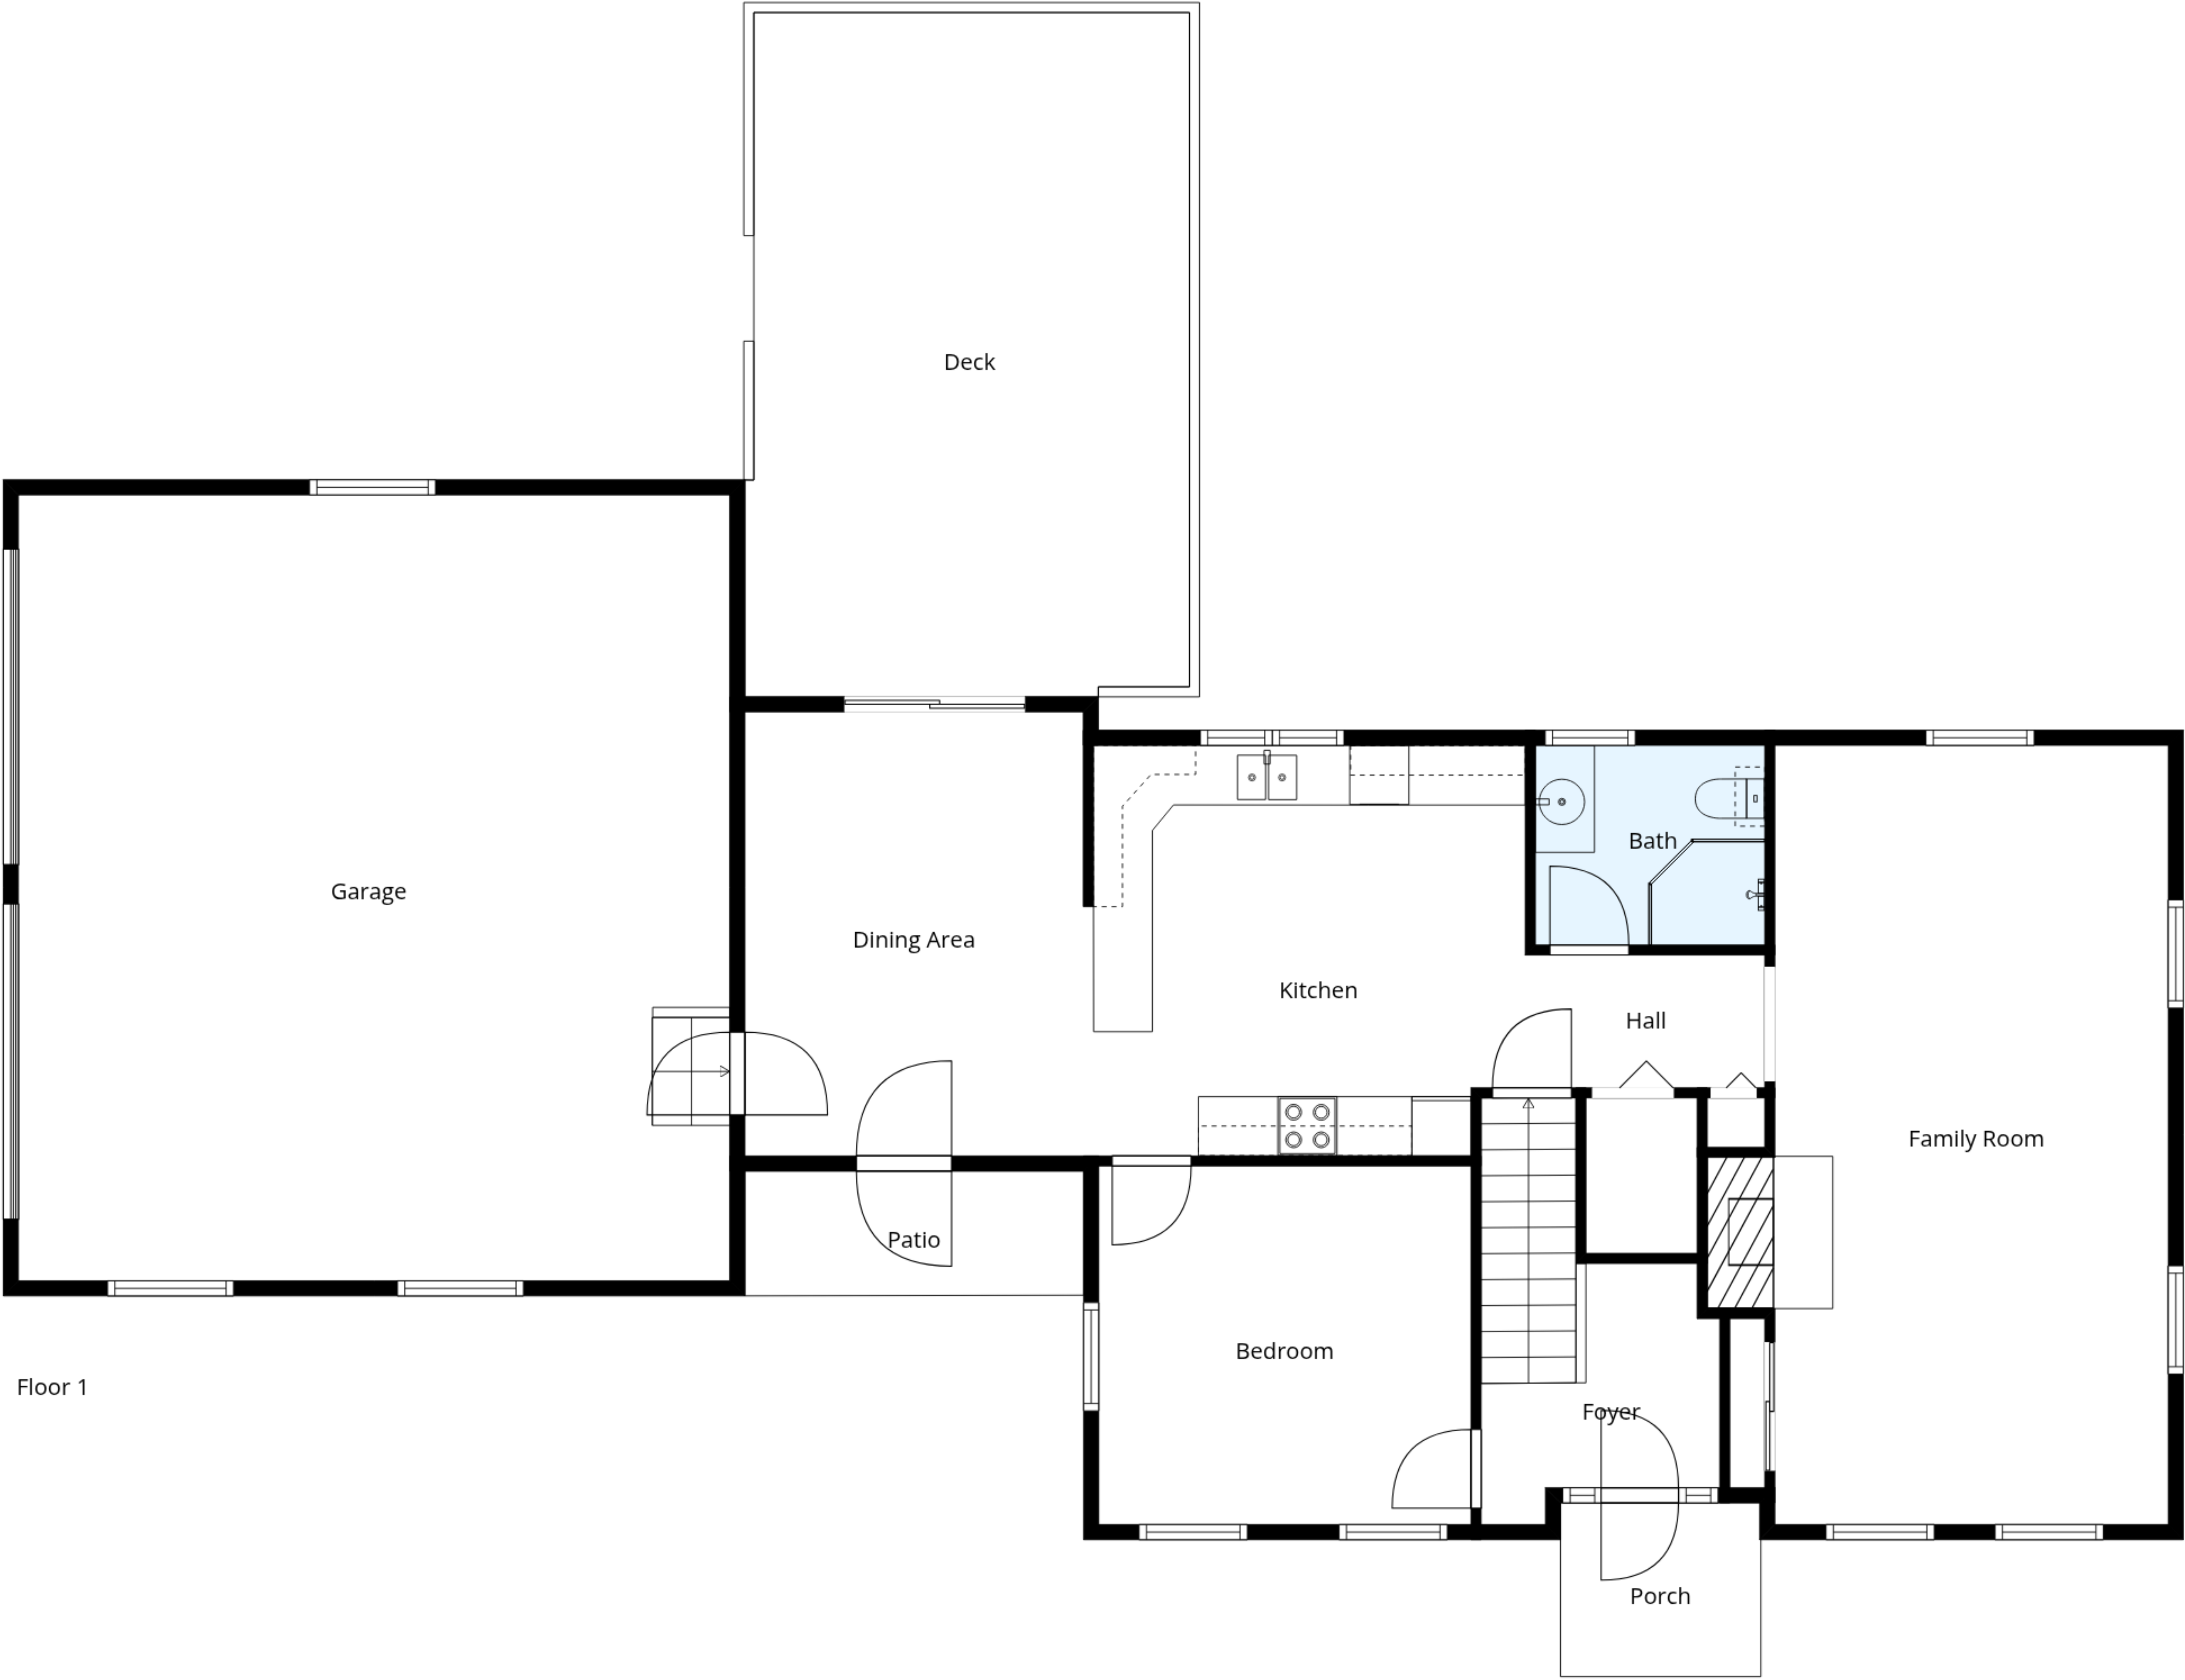 Deck
Garage
Bath
Dining Area
Kitchen
Hall
Family Room
Patio
Bedroom
Floor 1
Foyer
Porch